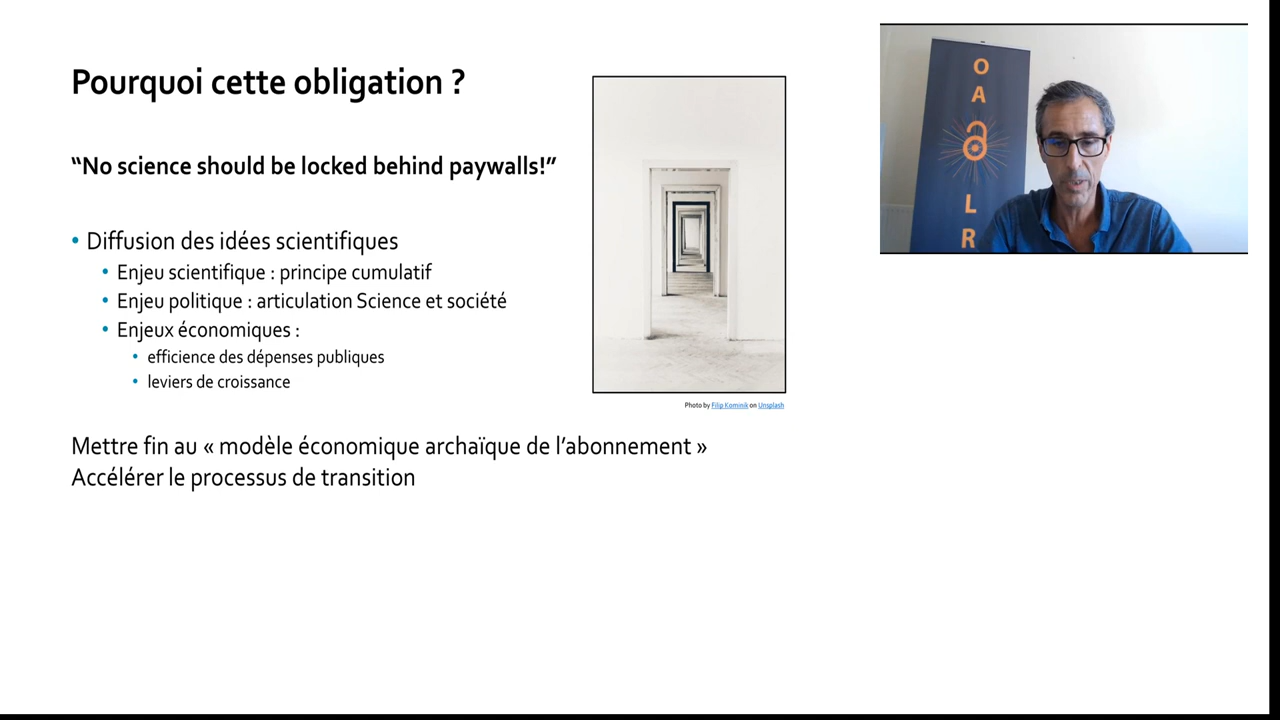 Pourquoi cette obligation ?
“No science should be locked behind paywalls!”
• Diffusion des idées scientifiques
• Enjeu scientifique : principe cumulatif
• Enjeu politique : articulation Science et société
• Enjeux économiques :
• efficience des dépenses publiques
• leviers de croissance
Photo by Filip Kominik on Unsplash
Mettre fin au « modèle économique archaïque de l’abonnement »
Accélérer le processus de transition
O
A
L
R